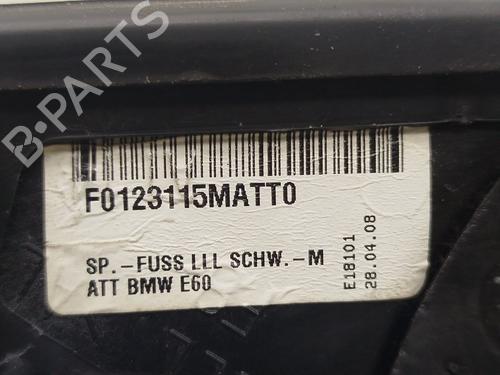 B-PARTS
F0123115MATT0
SP.-FUSS LLL SCHW.-M
ATT BMW E60
E18101
28.04.08